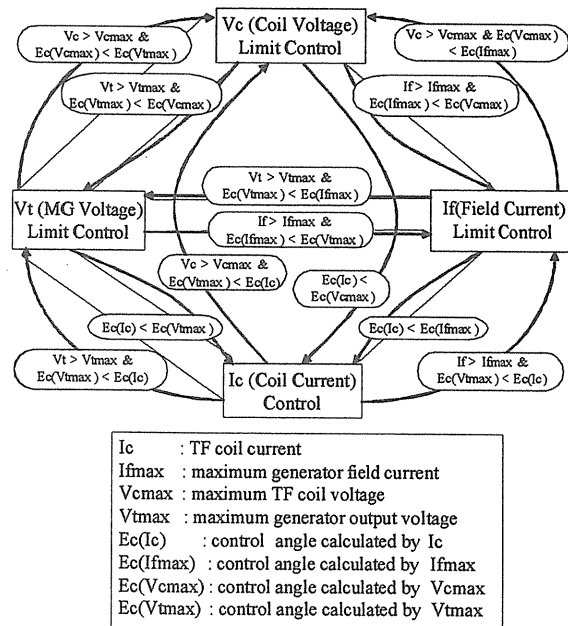 Vc (Coil Voltage)
Limit Control
Vc > Vcmax &
Ec(Vcmax) < Ec(Vtmax)
Vc > Vcmax & Ec(Vcmax)
< Ec(Ifmax)
Vt > Vtmax &
Ec(Vtmax) < Ec(Vcmax)
If > Ifmax &
Ec(Ifmax) < Ec(Vcmax)
Vt > Vtmax &
Ec(Vtmax) < Ec(Ifmax)
Vt (MG Voltage)
Limit Control
If > Ifmax &
Ec(Ifmax) < Ec(Vtmax)
If(Field Current)
Limit Control
Vc > Vcmax &
Ec(Vtmax) < Ec(Ic)
Ec(Ic) <
Ec(Vcmax)
Ec(Ic) < Ec(Vtmax)
Ec(Ic) < Ec(Ifmax)
Vt > Vtmax &
Ec(Vtmax) < Ec(Ic)
If > Ifmax &
Ec(Vtmax) < Ec(Ic)
Ic (Coil Current)
Control
Ic : TF coil current
Ifmax : maximum generator field current
Vcmax : maximum TF coil voltage
Vtmax : maximum generator output voltage
Ec(Ic) : control angle calculated by Ic
Ec(Ifmax) : control angle calculated by Ifmax
Ec(Vcmax) : control angle calculated by Vcmax
Ec(Vtmax) : control angle calculated by Vtmax